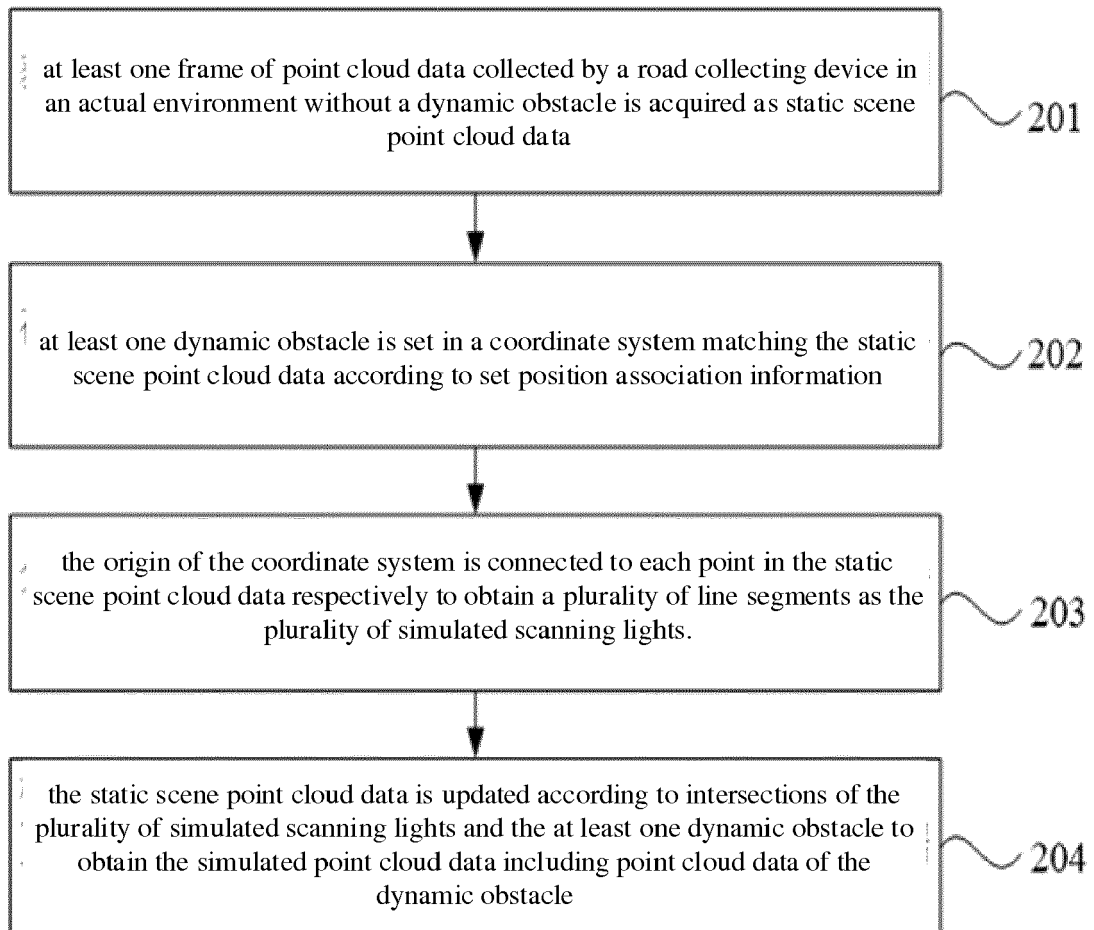 at least one frame of point cloud data collected by a road collecting device in
an actual environment without a dynamic obstacle is acquired as static scene
point cloud data
201
at least one dynamic obstacle is set in a coordinate system matching the static
scene point cloud data according to set position association information
202
the origin of the coordinate system is connected to each point in the static
scene point cloud data respectively to obtain a plurality of line segments as the
plurality of simulated scanning lights.
203
the static scene point cloud data is updated according to intersections of the
plurality of simulated scanning lights and the at least one dynamic obstacle to
obtain the simulated point cloud data including point cloud data of the
dynamic obstacle
204